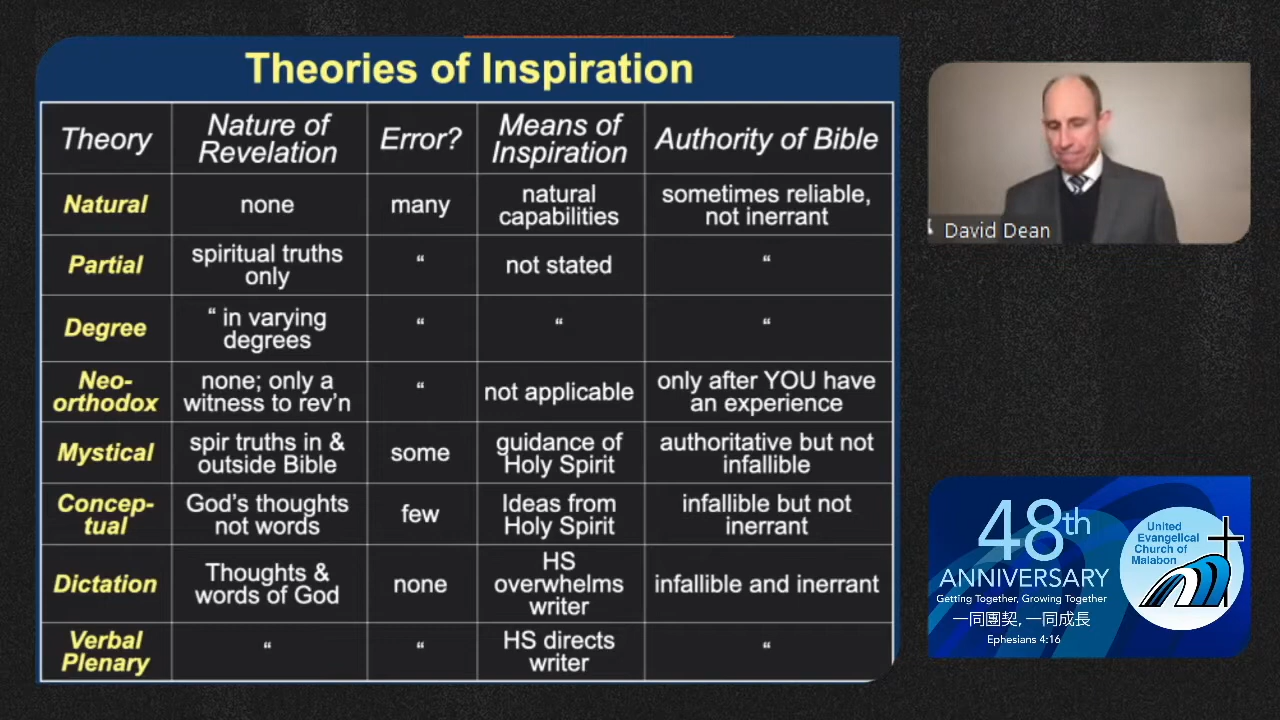 Theories of Inspiration
Theory
Nature of
Revelation
Error?
Means of
Inspiration
Authority of Bible
Natural
none
many
natural
capabilities
sometimes reliable,
not inerrant
Partial
spiritual truths
only
“
not stated
“
Degree
“ in varying
degrees
“
“
“
Neo-
orthodox
none; only a
witness to rev’n
“
not applicable
only after YOU have
an experience
Mystical
spir truths in &
outside Bible
some
guidance of
Holy Spirit
authoritative but not
infallible
Concep-
tual
God’s thoughts
not words
few
Ideas from
Holy Spirit
infallible but not
inerrant
Dictation
Thoughts &
words of God
none
HS
overwhelms
writer
infallible and inerrant
Verbal
Plenary
“
“
HS directs
writer
“
David Dean
48th
ANNIVERSARY
Getting Together, Growing Together
一同團契, 一同成長
Ephesians 4:16
United
Evangelical
Church of
Malabon